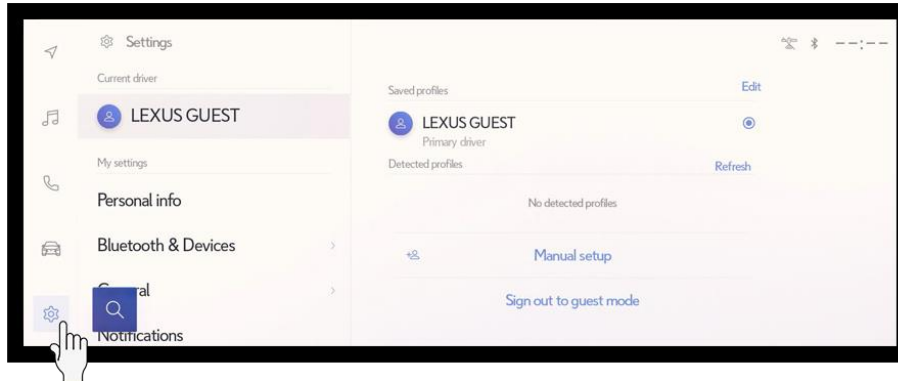 Settings
--:--
Current driver
LEXUS GUEST
My settings
Personal info
Bluetooth & Devices
Notifications
Saved profiles
Edit
LEXUS GUEST
Primary driver
Detected profiles
Refresh
No detected profiles
Manual setup
Sign out to guest mode